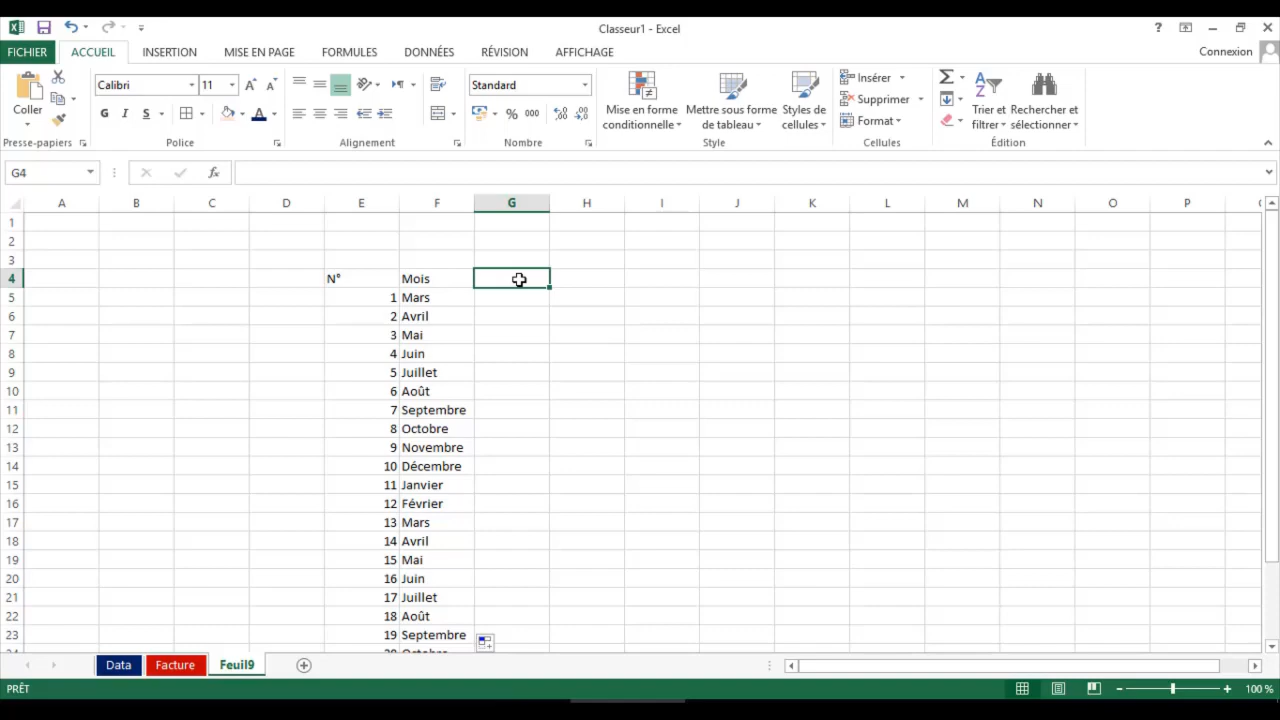 Classeur1 - Excel
?
FICHIER ACCUEIL INSERTION MISE EN PAGE FORMULES DONNÉES RÉVISION AFFICHAGE Connexion
Coller
Calibri 11
G I S
Standard
% 000
Mise en forme conditionnelle
Mettre sous forme de tableau
Styles de cellules
Insérer
Supprimer
Format
Trier et filtrer
Rechercher et sélectionner
Presse-papiers Police Alignement Nombre Style Cellules Édition
G4 fx
A B C D E F G H I J K L M N O P
1
2
3
4 N° Mois
5 1 Mars
6 2 Avril
7 3 Mai
8 4 Juin
9 5 Juillet
10 6 Août
11 7 Septembre
12 8 Octobre
13 9 Novembre
14 10 Décembre
15 11 Janvier
16 12 Février
17 13 Mars
18 14 Avril
19 15 Mai
20 16 Juin
21 17 Juillet
22 18 Août
23 19 Septembre
Data Facture Feuil9
PRÊT 100 %